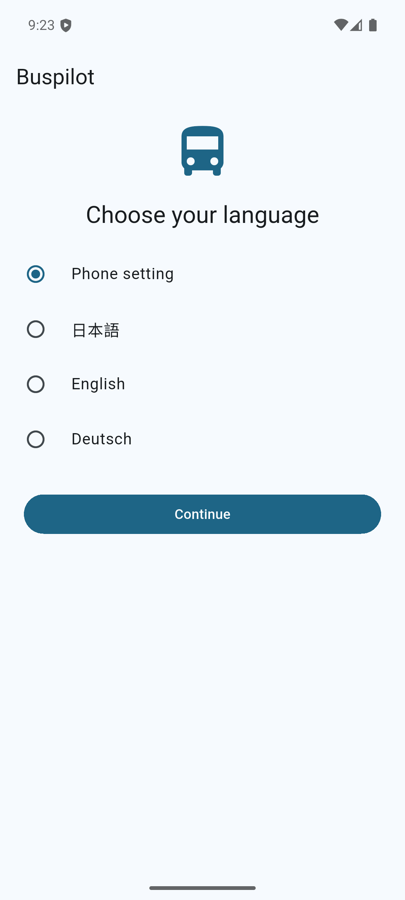 9:23
Buspilot
Choose your language
Phone setting
日本語
English
Deutsch
Continue